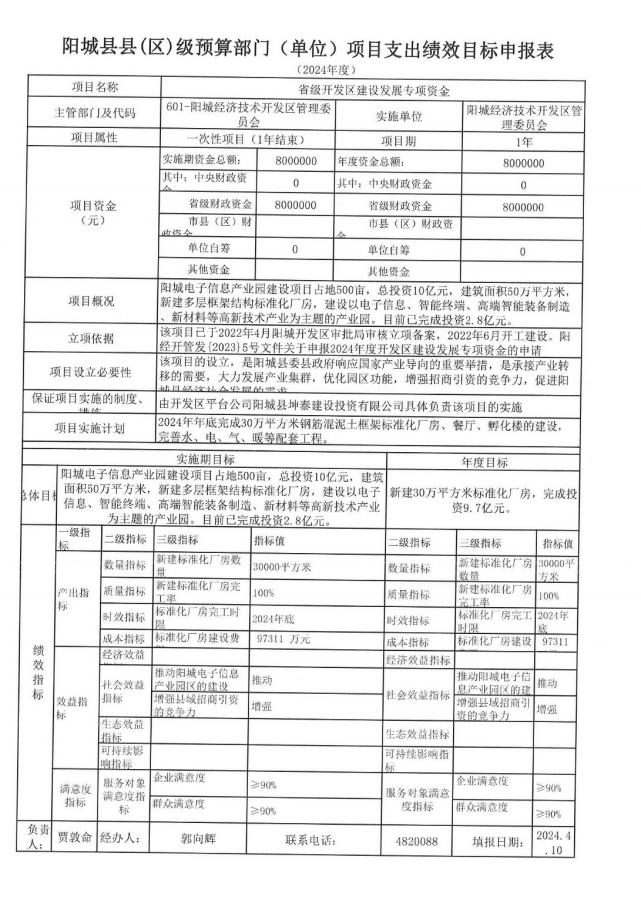 阳城县县(区)级预算部门（单位）项目支出绩效目标申报表
（2024年度）
项目名称 省级开发区建设发展专项资金
主管部门及代码 601-阳城经济技术开发区管理委员会 实施单位 阳城经济技术开发区管理委员会
项目属性 一次性项目（1年结束） 项目期 1年
项目资金（元） 实施期资金总额： 8000000 年度资金总额： 8000000
其中：中央财政资 0 其中：中央财政资金 0
省级财政资金 8000000 省级财政资金 8000000
市县（区）财 市县（区）财政资
单位自筹 0 单位自筹 0
其他资金 其他资金
项目概况 阳城电子信息产业园建设项目占地500亩，总投资10亿元，建筑面积50万平方米，
新建多层框架结构标准化厂房，建设以电子信息、智能终端、高端智能装备制造
、新材料等高新技术产业为主题的产业园。目前已完成投资2.8亿元。
立项依据 该项目已于2022年4月阳城开发区审批局审核立项备案，2022年6月开工建设。阳
经开管发(2023)5号文件关于申报2024年度开发区建设发展专项资金的申请
项目设立必要性 该项目的设立，是阳城县委县政府响应国家产业导向的重要举措，是承接产业转
移的需要，大力发展产业集群，优化园区功能，增强招商引资的竞争力，促进阳
保证项目实施的制度、 由开发区平台公司阳城县坤泰建设投资有限公司具体负责该项目的实施
项目实施计划 2024年年底完成30万平方米钢筋混泥土框架标准化厂房、餐厅、孵化楼的建设，
完善水、电、气、暖等配套工程。
实施期目标 年度目标
总体目标 阳城电子信息产业园建设项目占地500亩，总投资10亿元，建筑
面积50万平方米，新建多层框架结构标准化厂房，建设以电子
信息、智能终端、高端智能装备制造、新材料等高新技术产业
为主题的产业园。目前已完成投资2.8亿元。
新建30万平方米标准化厂房，完成投
资9.7亿元。
绩效指标
一级指标 二级指标 三级指标 指标值 二级指标 三级指标 指标值
产出指标 数量指标 新建标准化厂房数量 30000平方米 数量指标 新建标准化厂房数量 30000平方米
质量指标 新建标准化厂房完工率 100% 质量指标 新建标准化厂房完工率 100%
时效指标 标准化厂房完工时限 2024年底 时效指标 标准化厂房完工时限 2024年底
成本指标 标准化厂房建设费 97311 万元 成本指标 标准化厂房建设 97311
效益指标 经济效益 经济效益指标
社会效益指标 推动阳城电子信息产业园区的建设 推动 社会效益指标 推动阳城电子信息产业园区的建 推动
增强县域招商引资的竞争力 增强 增强县域招商引资的竞争力 增强
生态效益指标 生态效益指标
可持续影响指标 可持续影响指标
满意度指标 服务对象满意度指标 企业满意度 ≥90% 服务对象满意度指标 企业满意度 ≥90%
群众满意度 ≥90% 群众满意度 ≥90%
负责人： 贾敦命 经办人： 郭向辉 联系电话： 4820088 填报日期： 2024.4.10